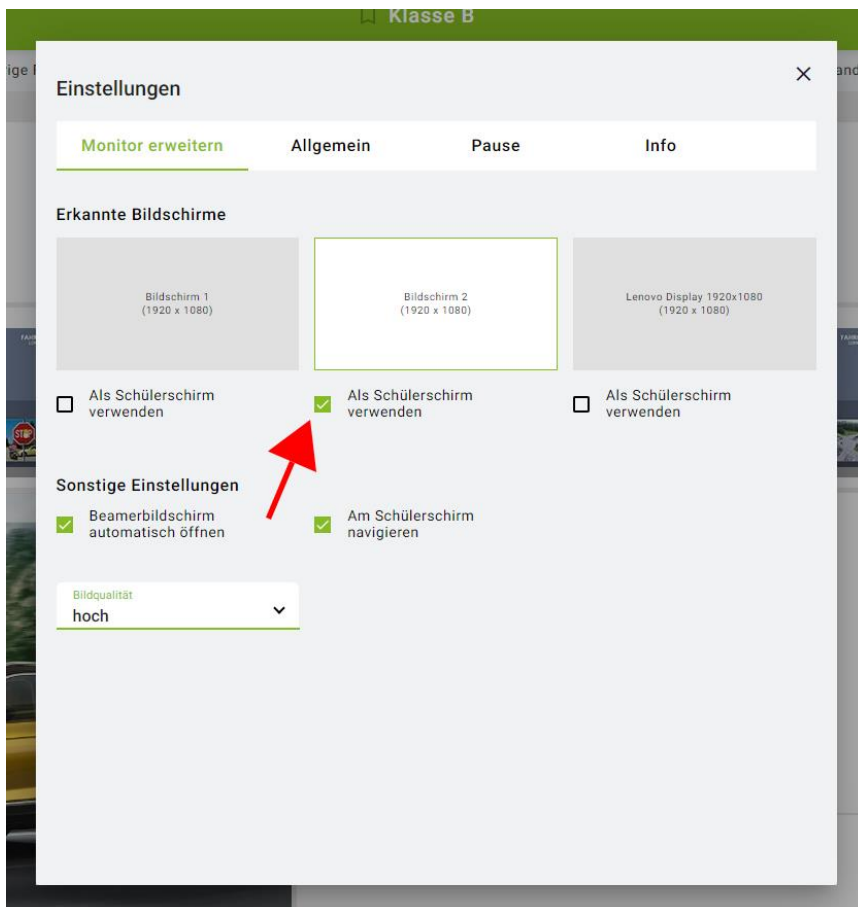 Klasse B
Einstellungen
Monitor erweitern Allgemein Pause Info
Erkannte Bildschirme
Bildschirm 1
(1920 x 1080)
Bildschirm 2
(1920 x 1080)
Lenovo Display 1920x1080
(1920 x 1080)
Als Schülerschirm
verwenden
Als Schülerschirm
verwenden
Als Schülerschirm
verwenden
STOP
Sonstige Einstellungen
Beamerbildschirm
automatisch öffnen
Am Schülerschirm
navigieren
Bildqualität
hoch